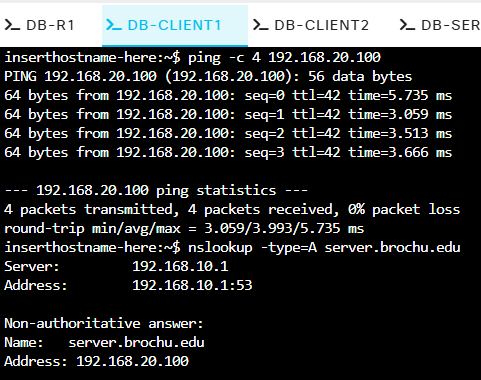 DB-R1 DB-CLIENT1 DB-CLIENT2 DB-SER
inserthostname-here:~$ ping -c 4 192.168.20.100
PING 192.168.20.100 (192.168.20.100): 56 data bytes
64 bytes from 192.168.20.100: seq=0 ttl=42 time=5.735 ms
64 bytes from 192.168.20.100: seq=1 ttl=42 time=3.059 ms
64 bytes from 192.168.20.100: seq=2 ttl=42 time=3.513 ms
64 bytes from 192.168.20.100: seq=3 ttl=42 time=3.666 ms

--- 192.168.20.100 ping statistics ---
4 packets transmitted, 4 packets received, 0% packet loss
round-trip min/avg/max = 3.059/3.993/5.735 ms
inserthostname-here:~$ nslookup -type=A server.brochu.edu
Server:         192.168.10.1
Address:        192.168.10.1:53

Non-authoritative answer:
Name:   server.brochu.edu
Address: 192.168.20.100